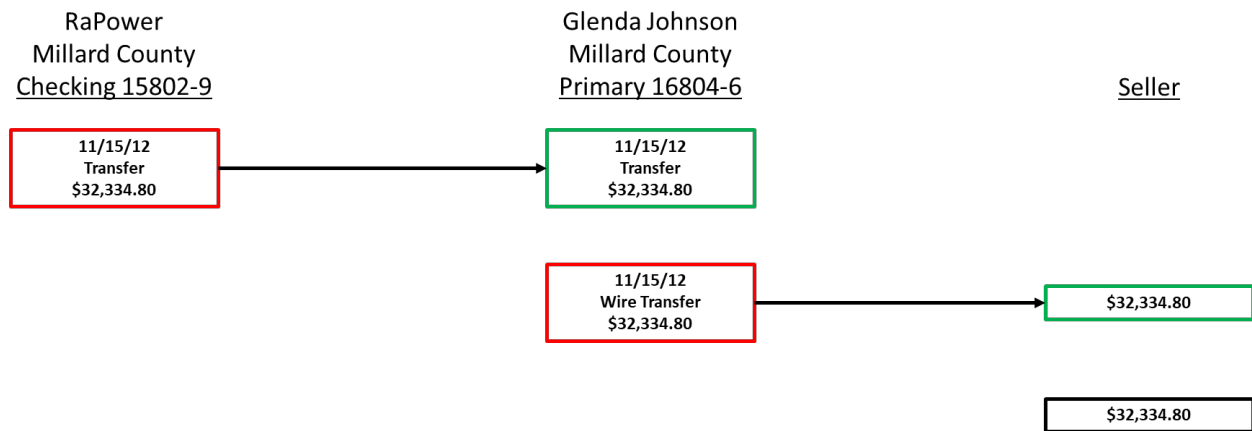 RaPower
Millard County
Checking 15802-9
Glenda Johnson
Millard County
Primary 16804-6
Seller
11/15/12
Transfer
$32,334.80
11/15/12
Transfer
$32,334.80
11/15/12
Wire Transfer
$32,334.80
$32,334.80
$32,334.80